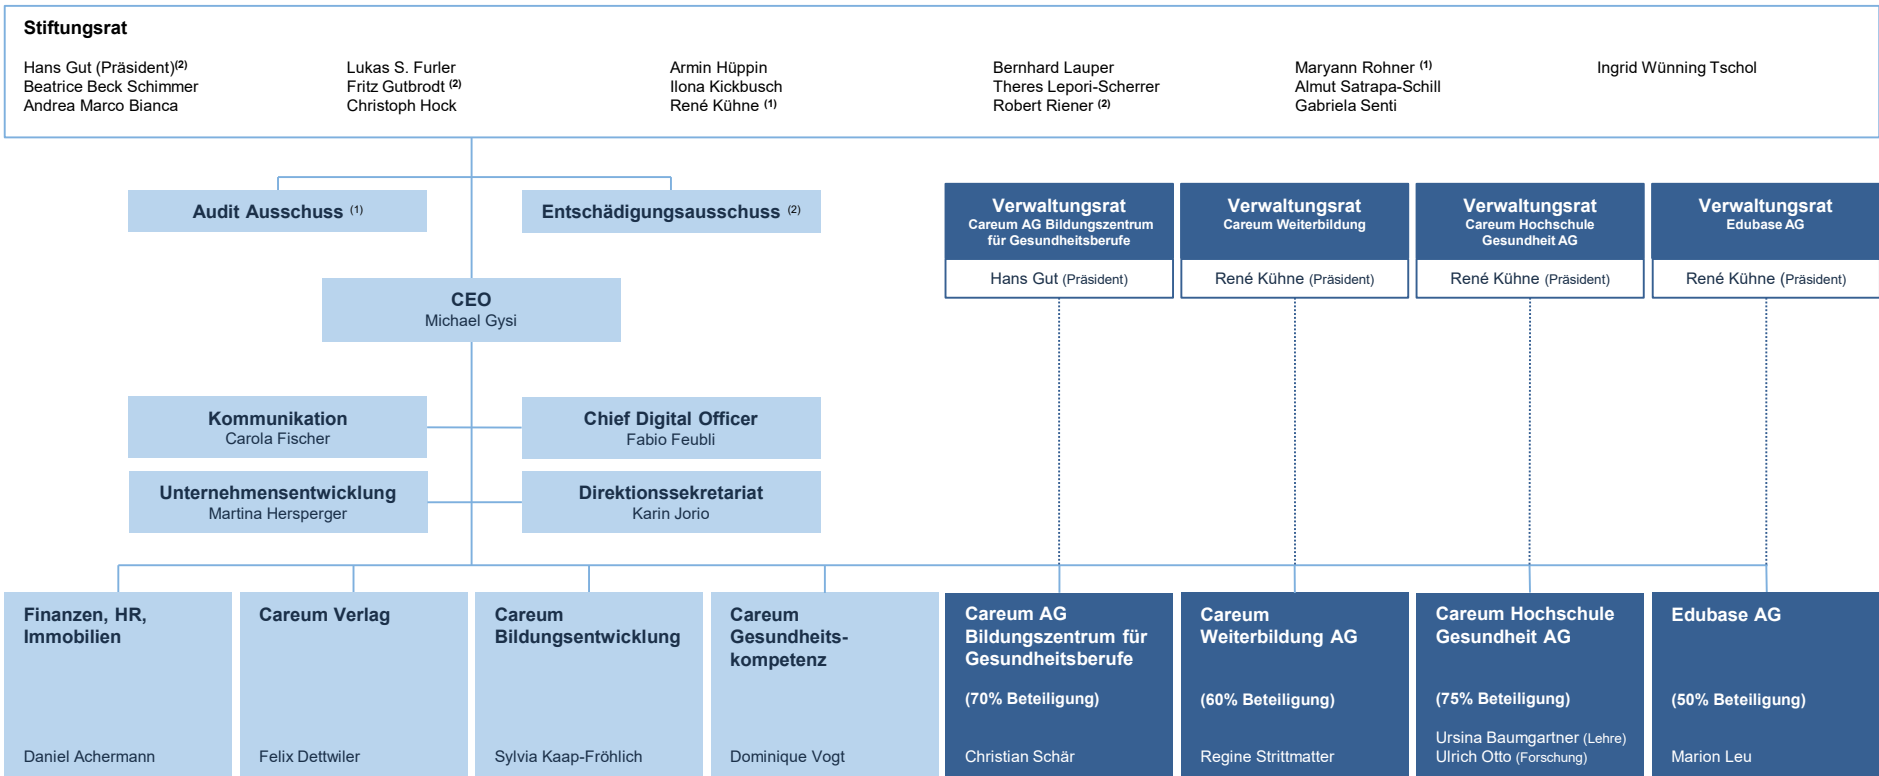 Stiftungsrat
Hans Gut (Präsident)(2)
Beatrice Beck Schimmer
Andrea Marco Bianca
Lukas S. Furler
Fritz Gutbrodt (2)
Christoph Hock
Armin Hüppin
Ilona Kickbusch
René Kühne (1)
Bernhard Lauper
Theres Lepori-Scherrer
Robert Riener (2)
Maryann Rohner (1)
Almut Satrapa-Schill
Gabriela Senti
Ingrid Wünning Tschol
Audit Ausschuss (1)
Entschädigungsausschuss (2)
Verwaltungsrat
Careum AG Bildungszentrum
für Gesundheitsberufe
Hans Gut (Präsident)
Verwaltungsrat
Careum Weiterbildung
René Kühne (Präsident)
Verwaltungsrat
Careum Hochschule
Gesundheit AG
René Kühne (Präsident)
Verwaltungsrat
Edubase AG
René Kühne (Präsident)
CEO
Michael Gysi
Kommunikation
Carola Fischer
Chief Digital Officer
Fabio Feubli
Unternehmensentwicklung
Martina Hersperger
Direktionssekretariat
Karin Jorio
Finanzen, HR,
Immobilien
Daniel Achermann
Careum Verlag
Felix Dettwiler
Careum
Bildungsentwicklung
Sylvia Kaap-Fröhlich
Careum
Gesundheits-
kompetenz
Dominique Vogt
Careum AG
Bildungszentrum für
Gesundheitsberufe
(70% Beteiligung)
Christian Schär
Careum
Weiterbildung AG
(60% Beteiligung)
Regine Strittmatter
Careum Hochschule
Gesundheit AG
(75% Beteiligung)
Ursina Baumgartner (Lehre)
Ulrich Otto (Forschung)
Edubase AG
(50% Beteiligung)
Marion Leu